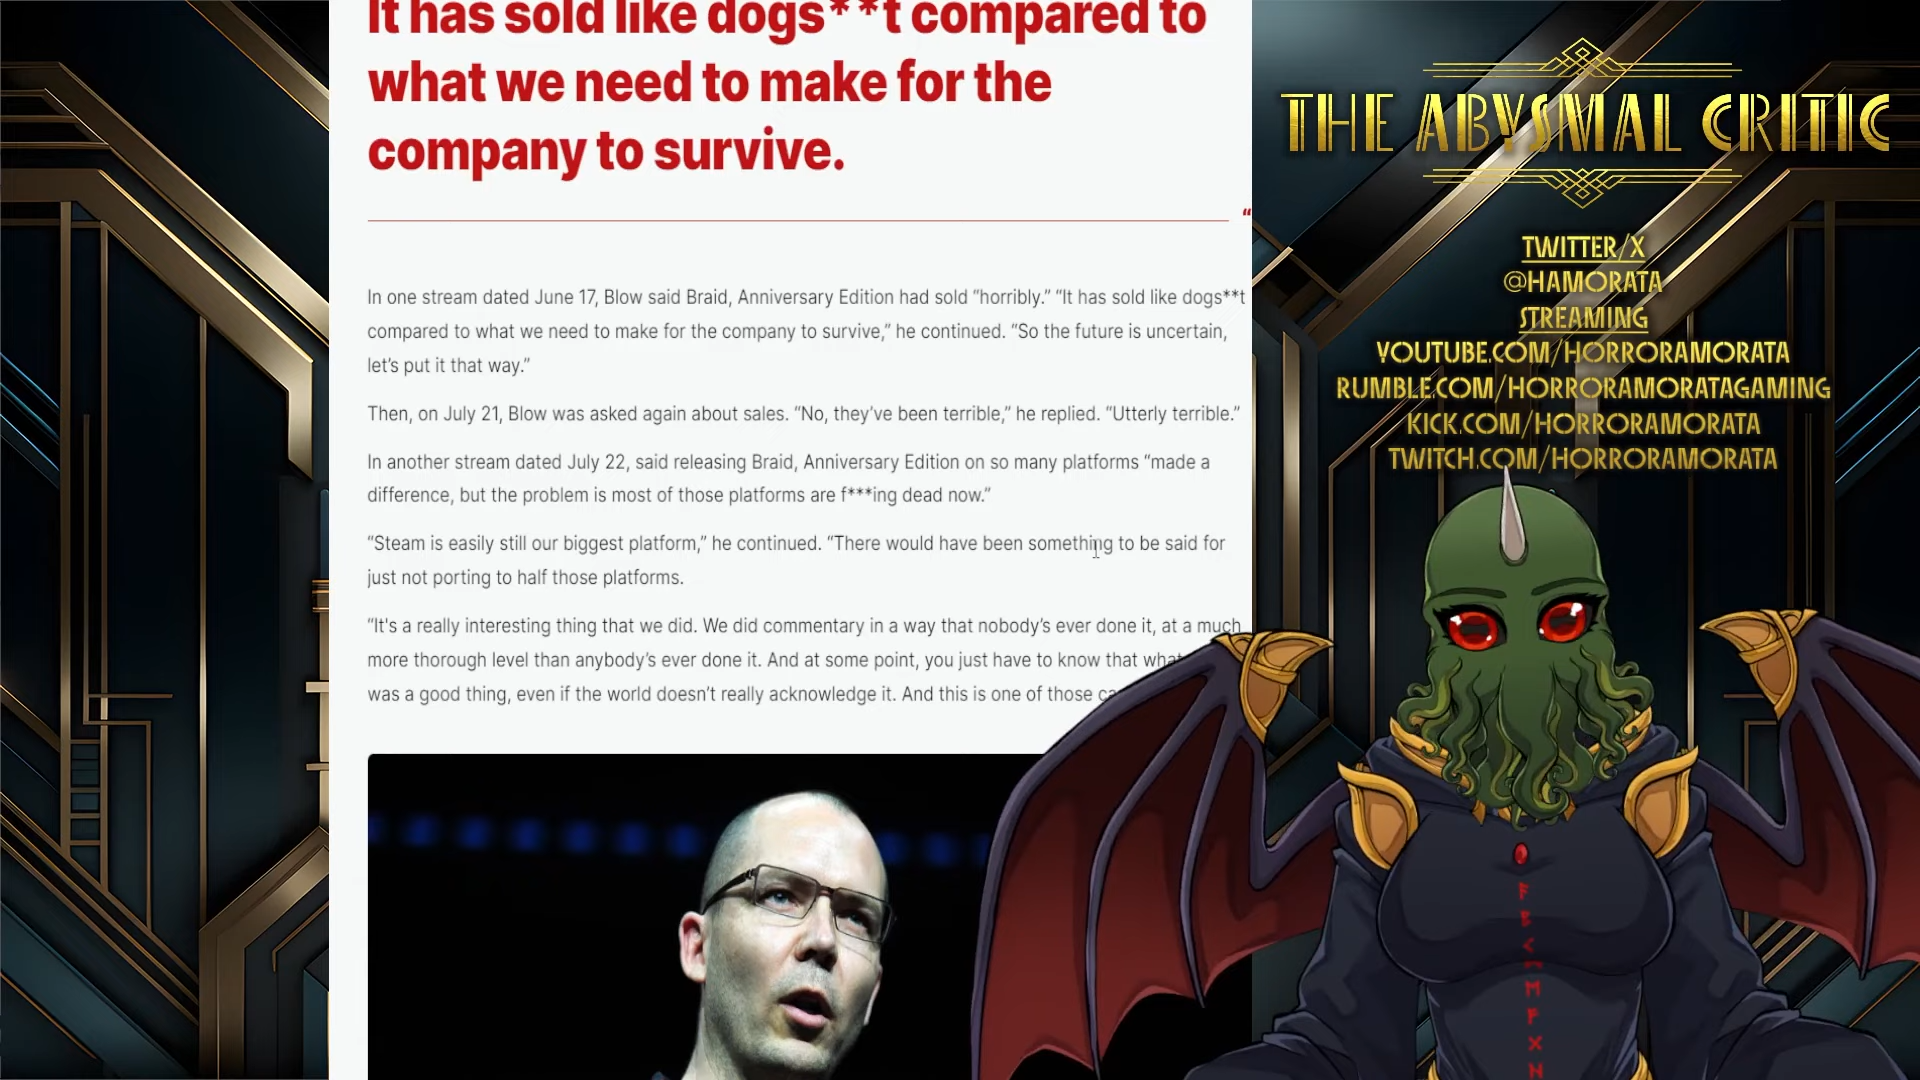 It has sold like dogs**t compared to
what we need to make for the
company to survive.
“
In one stream dated June 17, Blow said Braid, Anniversary Edition had sold “horribly.” “It has sold like dogs**t
compared to what we need to make for the company to survive,” he continued. “So the future is uncertain,
let’s put it that way.”
Then, on July 21, Blow was asked again about sales. “No, they’ve been terrible,” he replied. “Utterly terrible.”
In another stream dated July 22, said releasing Braid, Anniversary Edition on so many platforms “made a
difference, but the problem is most of those platforms are f***ing dead now.”
“Steam is easily still our biggest platform,” he continued. “There would have been something to be said for
just not porting to half those platforms.
“It's a really interesting thing that we did. We did commentary in a way that nobody’s ever done it, at a much
more thorough level than anybody’s ever done it. And at some point, you just have to know that
was a good thing, even if the world doesn’t really acknowledge it. And this is one of those
THE ABYSMAL CRITIC
TWITTER/X
@HAMORATA
STREAMING
YOUTUBE.COM/HORRORAMORATA
RUMBLE.COM/HORRORAMORATAGAMING
KICK.COM/HORRORAMORATA
TWITCH.COM/HORRORAMORATA